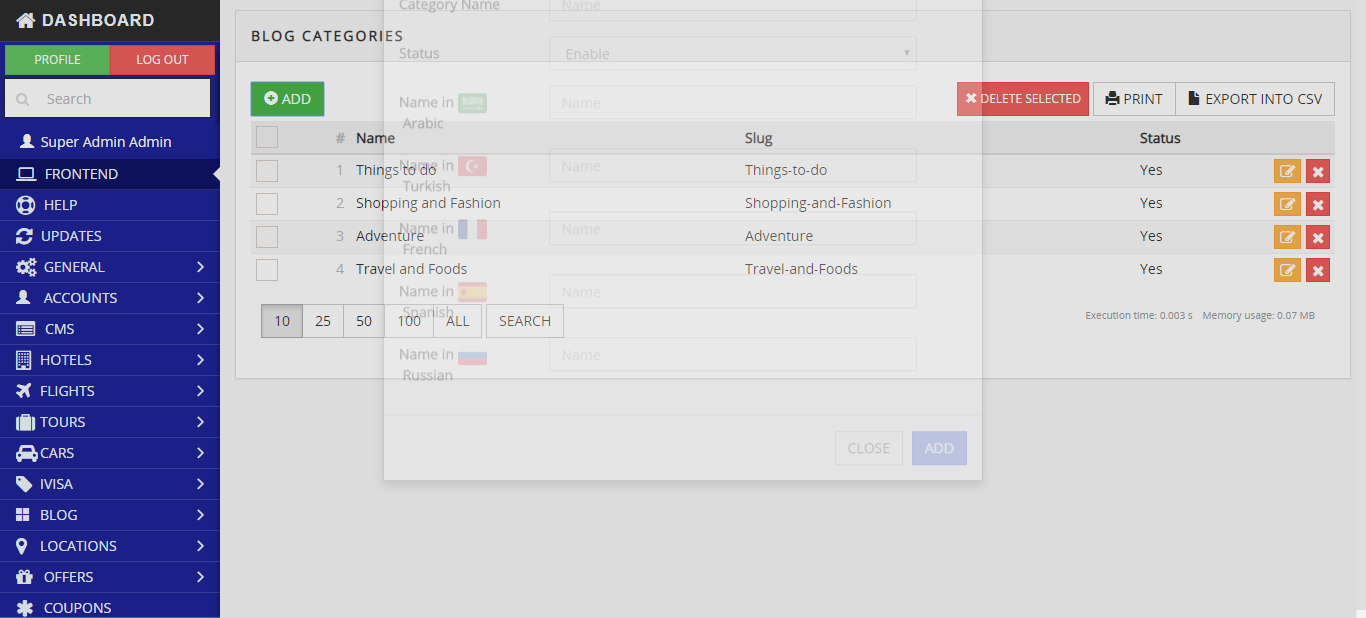 DASHBOARD
PROFILE LOG OUT
Search
Super Admin Admin
FRONTEND
HELP
UPDATES
GENERAL
ACCOUNTS
CMS
HOTELS
FLIGHTS
TOURS
CARS
IVISA
BLOG
LOCATIONS
OFFERS
COUPONS
BLOG CATEGORIES
ADD DELETE SELECTED PRINT EXPORT INTO CSV
# Name Slug Status
1 Things to do Things-to-do Yes
2 Shopping and Fashion Shopping-and-Fashion Yes
3 Adventure Adventure Yes
4 Travel and Foods Travel-and-Foods Yes
10 25 50 100 ALL SEARCH
Execution time: 0.003 s Memory usage: 0.07 MB
Category Name Name
Status Enable
Name in Name
Arabic
Name in Name
Turkish
Name in Name
French
Name in Name
Spanish
Name in Name
Russian
CLOSE ADD